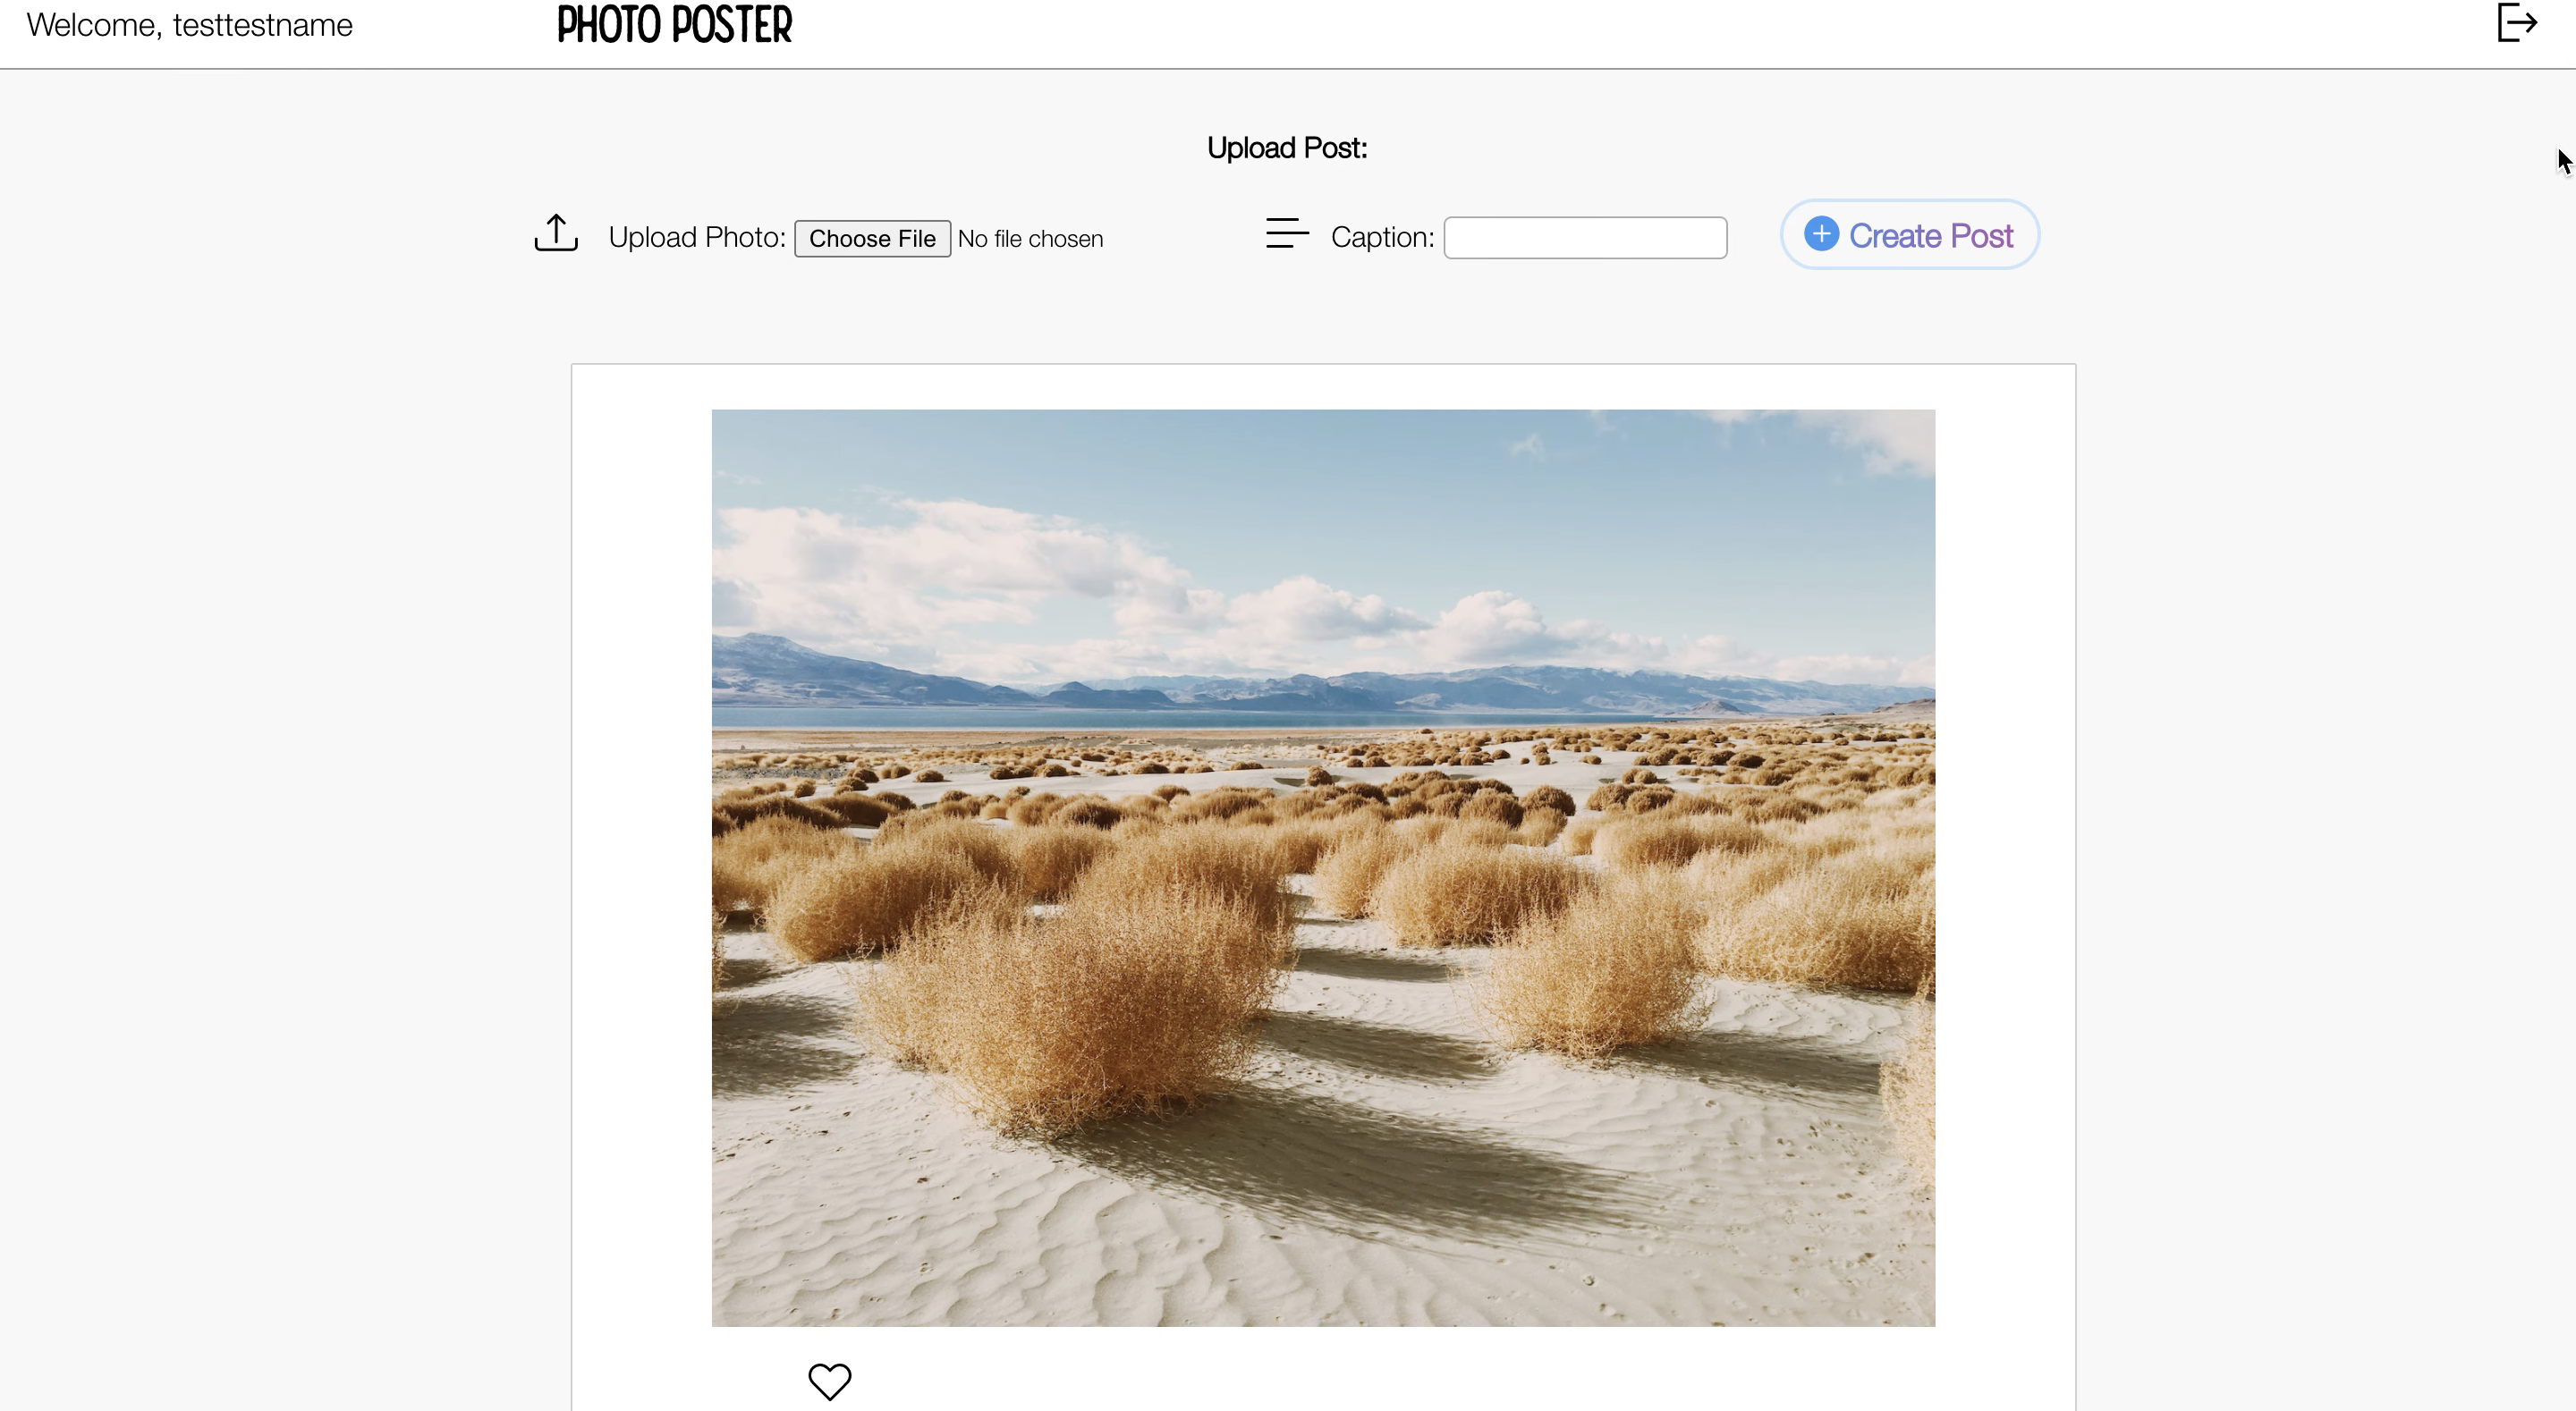 Welcome, testtestname
PHOTO POSTER
Upload Post:
Upload Photo: Choose File No file chosen
Caption:
Create Post